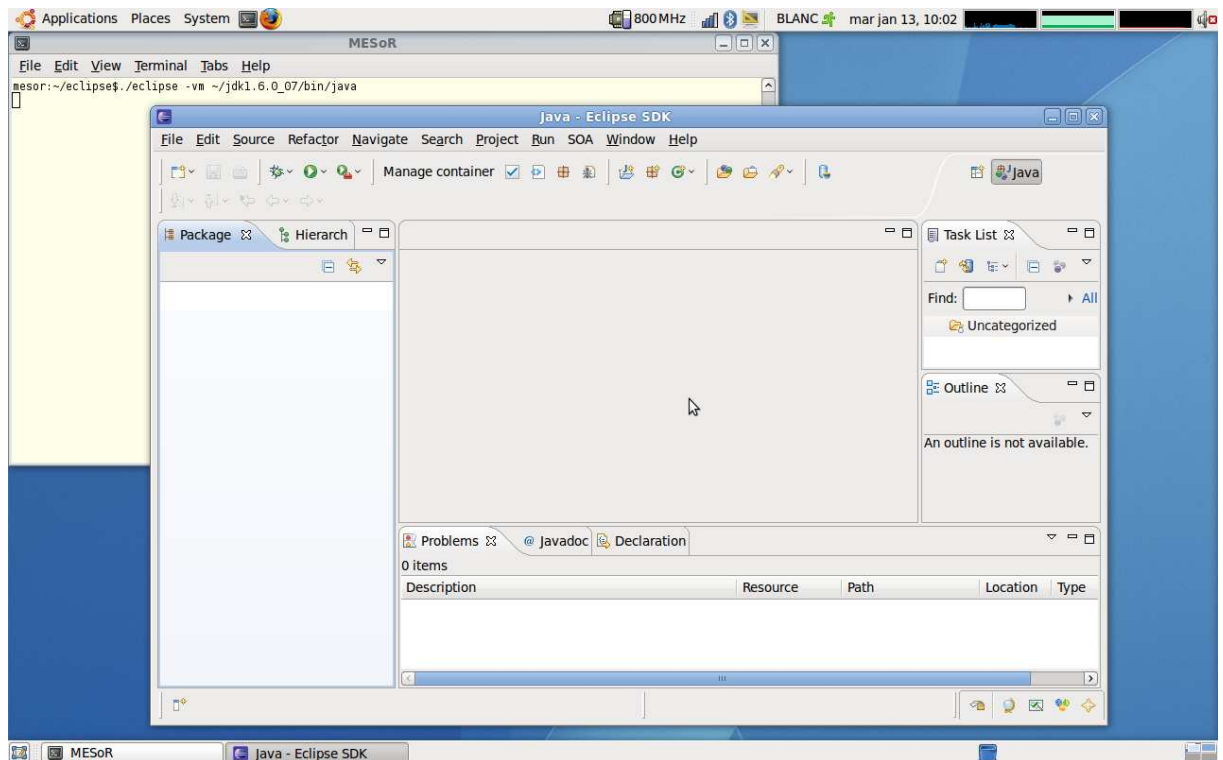 Applications Places System 800 MHz BLANC mar jan 13, 10:02
MESoR
File Edit View Terminal Tabs Help
mesor:~/eclipse$./eclipse -vm ~/jdk1.6.0_07/bin/java
Java - Eclipse SDK
File Edit Source Refactor Navigate Search Project Run SOA Window Help
Manage container
Java
Package Hierarch
Task List
Find: All
Uncategorized
Outline
An outline is not available.
Problems @ Javadoc Declaration
0 items
Description Resource Path Location Type
MESoR Java - Eclipse SDK